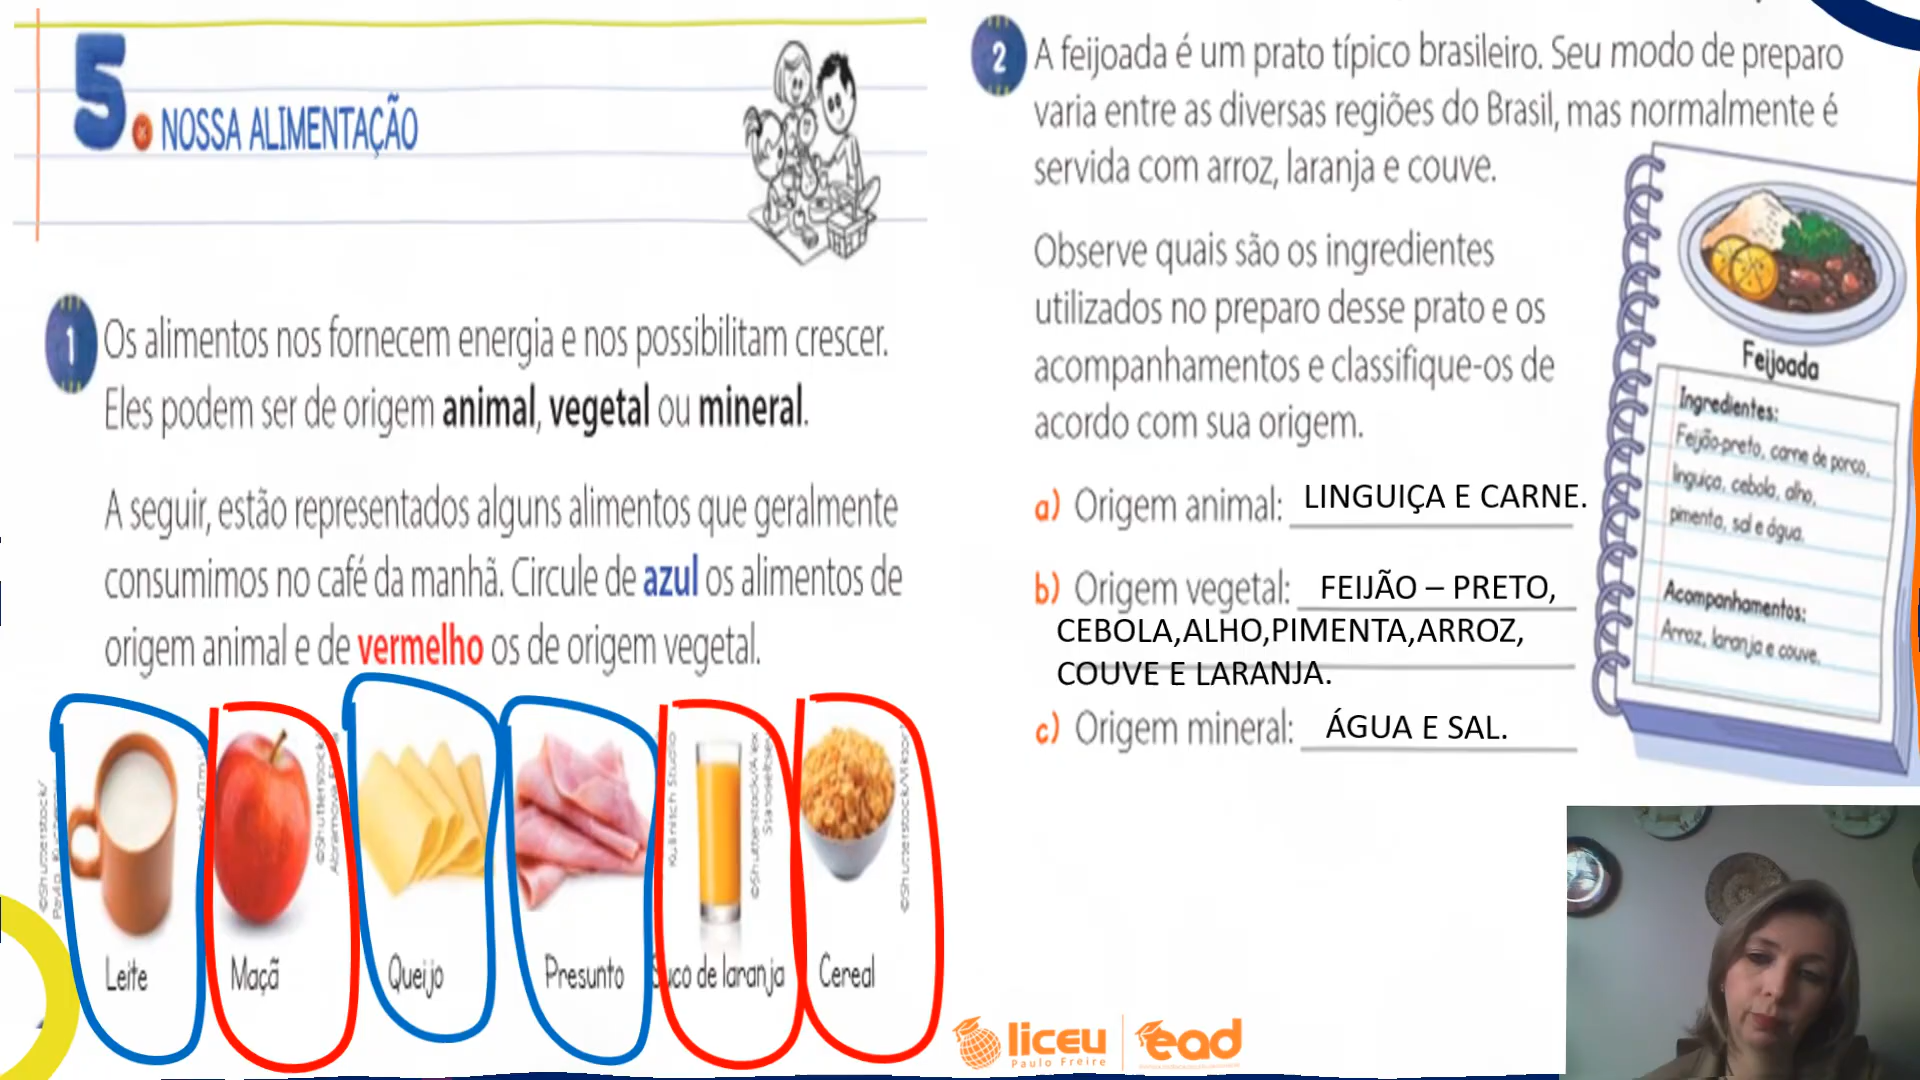 5. NOSSA ALIMENTAÇÃO
1 Os alimentos nos fornecem energia e nos possibilitam crescer.
Eles podem ser de origem animal, vegetal ou mineral.
A seguir, estão representados alguns alimentos que geralmente
consumimos no café da manhã. Circule de azul os alimentos de
origem animal e de vermelho os de origem vegetal.
Leite
Maçã
Queijo
Presunto
Suco de laranja
Cereal
2 A feijoada é um prato típico brasileiro. Seu modo de preparo
varia entre as diversas regiões do Brasil, mas normalmente é
servida com arroz, laranja e couve.
Observe quais são os ingredientes
utilizados no preparo desse prato e os
acompanhamentos e classifique-os de
acordo com sua origem.
a) Origem animal: LINGUIÇA E CARNE.
b) Origem vegetal: FEIJÃO – PRETO,
CEBOLA,ALHO,PIMENTA,ARROZ,
COUVE E LARANJA.
c) Origem mineral: ÁGUA E SAL.
Feijoada
Ingredientes:
Feijão-preto, carne de porco,
linguiça, cebola, alho,
pimenta, sal e água.
Acompanhamentos:
Arroz, laranja e couve.
liceu
Paulo Freire
ead